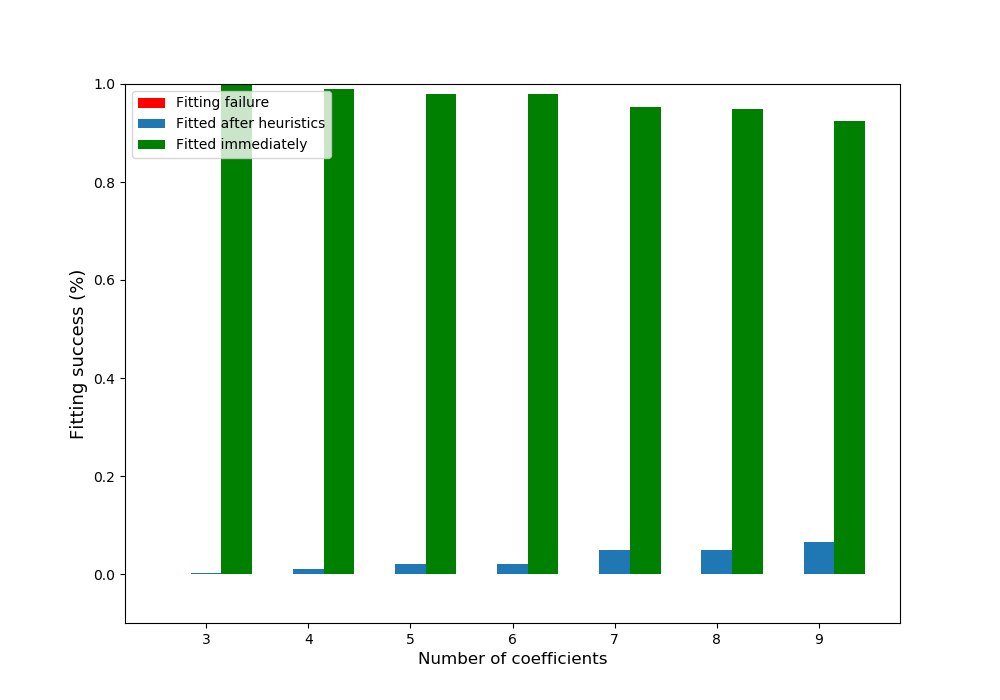 1.0
Fitting failure
Fitted after heuristics
Fitted immediately
0.8
0.6
0.4
0.2
0.0
Fitting success (%)
3 4 5 6 7 8 9
Number of coefficients